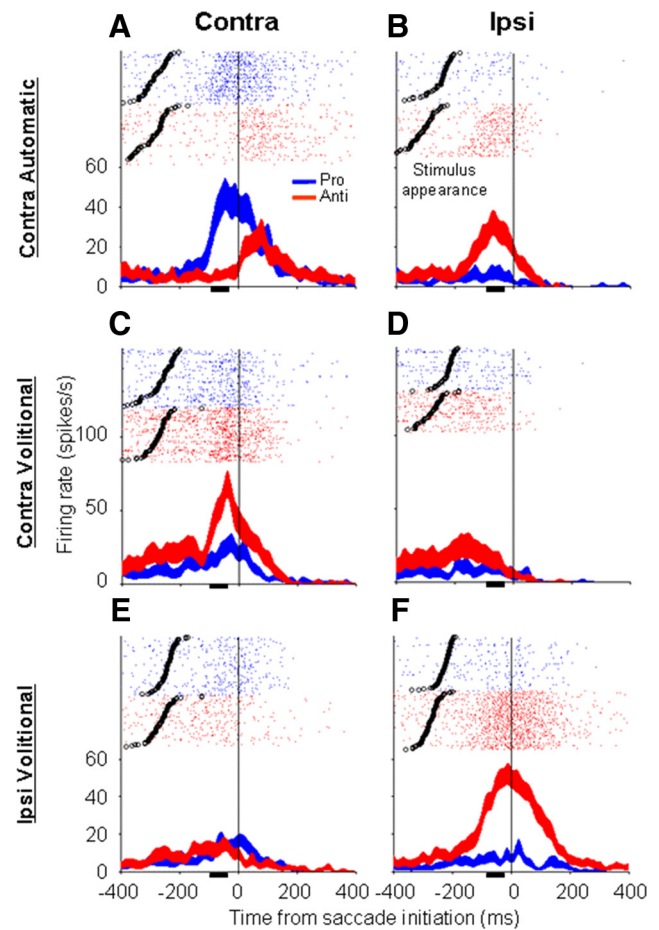 Contra Ipsi
A B
Contra Automatic
Stimulus
appearance
Pro
Anti
60
40
20
0
C D
Contra Volitional
Firing rate (spikes/s)
100
50
0
E F
Ipsi Volitional
60
40
20
0
-400 -200 0 200 400 -400 -200 0 200 400
Time from saccade initiation (ms)